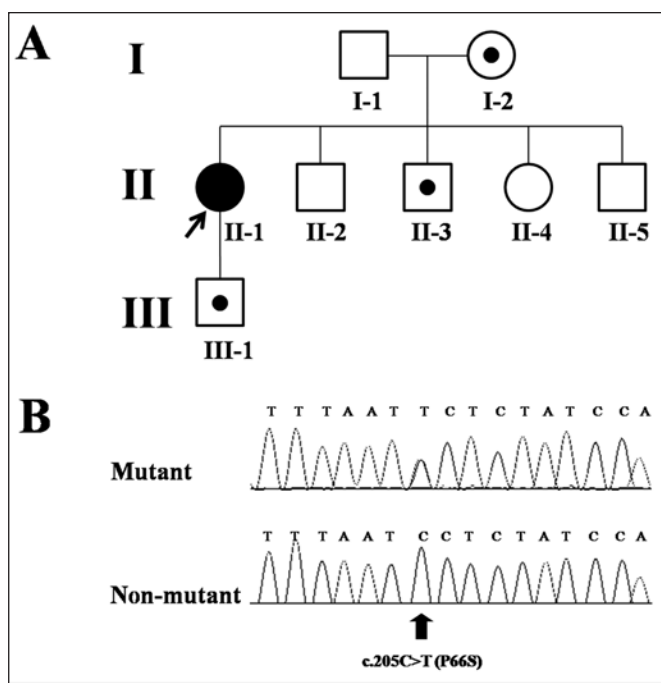 A
I
I-1 I-2
II
II-1 II-2 II-3 II-4 II-5
III
III-1
B
T T T A A T T C T C T A T C C A
Mutant
T T T A A T C C T C T A T C C A
Non-mutant
c.205C>T (P66S)